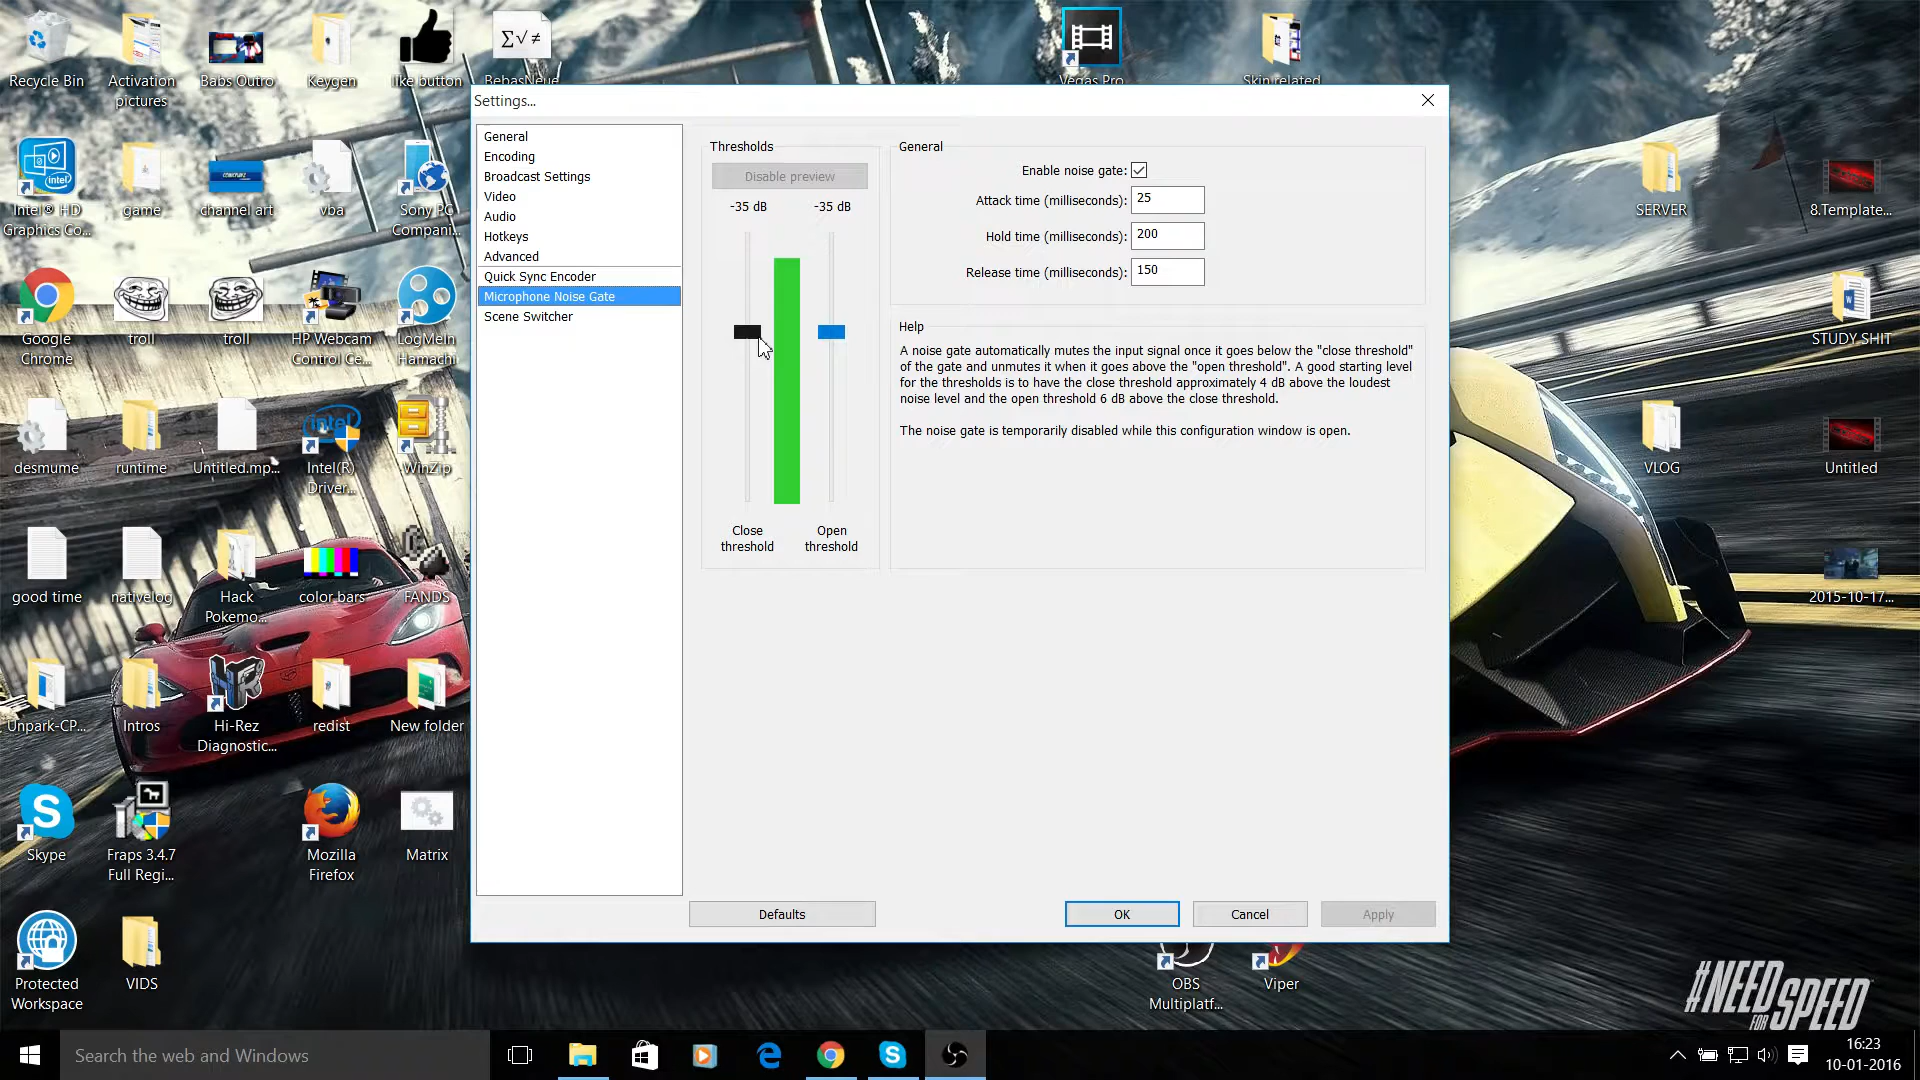 Recycle Bin
Activation
pictures
Babs Outro
Keygen
like button
Σ√≠
BebasNeue
Vegas Pro
Skin related
Settings...
General
Encoding
Broadcast Settings
Video
Audio
Hotkeys
Advanced
Quick Sync Encoder
Microphone Noise Gate
Scene Switcher
Thresholds
Disable preview
-35 dB
-35 dB
Close
threshold
Open
threshold
General
Enable noise gate:
Attack time (milliseconds):
25
Hold time (milliseconds):
200
Release time (milliseconds):
150
Help
A noise gate automatically mutes the input signal once it goes below the "close threshold"
of the gate and unmutes it when it goes above the "open threshold". A good starting level
for the thresholds is to have the close threshold approximately 4 dB above the loudest
noise level and the open threshold 6 dB above the close threshold.
The noise gate is temporarily disabled while this configuration window is open.
Defaults
OK
Cancel
Apply
intel
Intel® HD
Graphics Co...
game
channel art
vba
Sony PC
Compani...
SERVER
8.Template...
Google
Chrome
troll
troll
HP Webcam
Control Ce...
LogMeIn
Hamachi
STUDY SHIT
desmume
runtime
Untitled.mp...
intel
Intel(R)
Driver...
WinZip
VLOG
Untitled
good time
nativelog
Hack
Pokemo...
color bars
FANDS
2015-10-17...
Unpark-CP...
Intros
Hi-Rez
Diagnostic...
redist
New folder
Skype
Fraps 3.4.7
Full Regi...
Mozilla
Firefox
Matrix
Protected
Workspace
VIDS
OBS
Multiplatf...
Viper
#NEED
FOR
SPEED
Search the web and Windows
16:23
10-01-2016